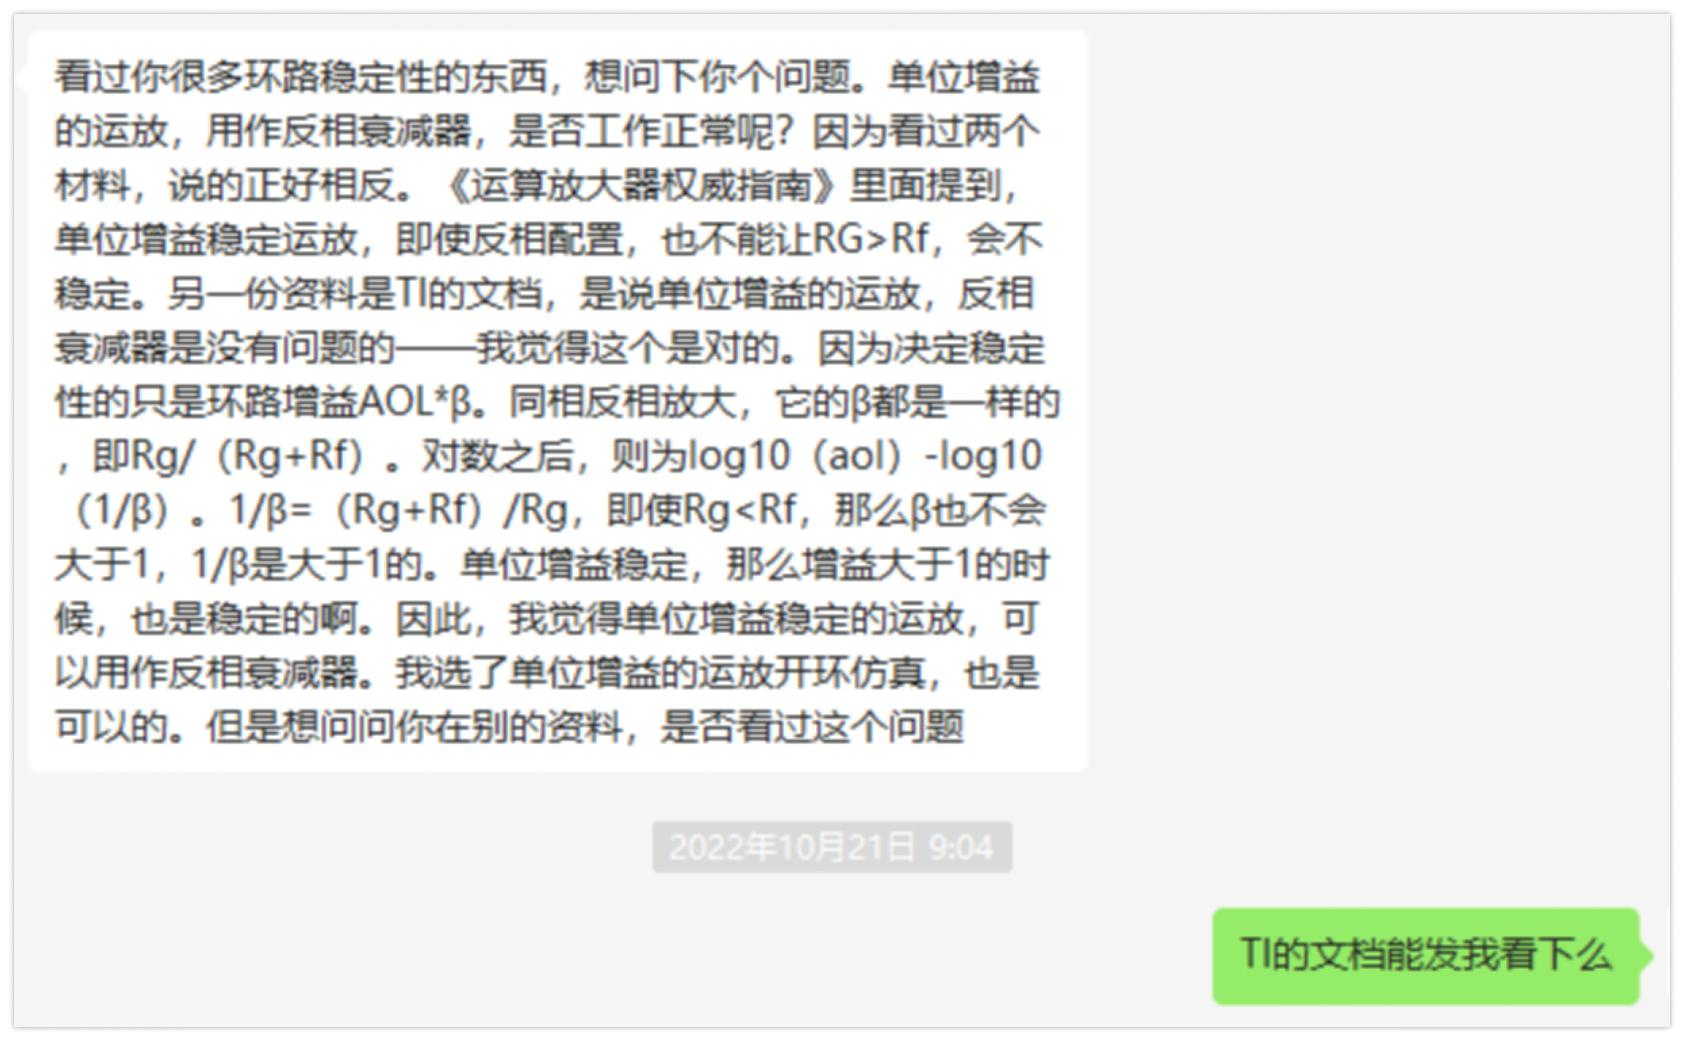 看过你很多环路稳定性的东西，想问下你个问题。单位增益
的运放，用作反相衰减器，是否工作正常呢？因为看过两个
材料，说的正好相反。《运算放大器权威指南》里面提到，
单位增益稳定运放，即使反相配置，也不能让RG>Rf，会不
稳定。另一份资料是TI的文档，是说单位增益的运放，反相
衰减器是没有问题的——我觉得这个是对的。因为决定稳定
性的只是环路增益AOL*β。同相反相放大，它的β都是一样的
，即Rg/（Rg+Rf）。对数之后，则为log10（aol）-log10
（1/β）。1/β=（Rg+Rf）/Rg，即使Rg<Rf，那么β也不会
大于1，1/β是大于1的。单位增益稳定，那么增益大于1的时
候，也是稳定的啊。因此，我觉得单位增益稳定的运放，可
以用作反相衰减器。我选了单位增益的运放开环仿真，也是
可以的。但是想问问你在别的资料，是否看过这个问题
2022年10月21日 9:04
TI的文档能发我看下么